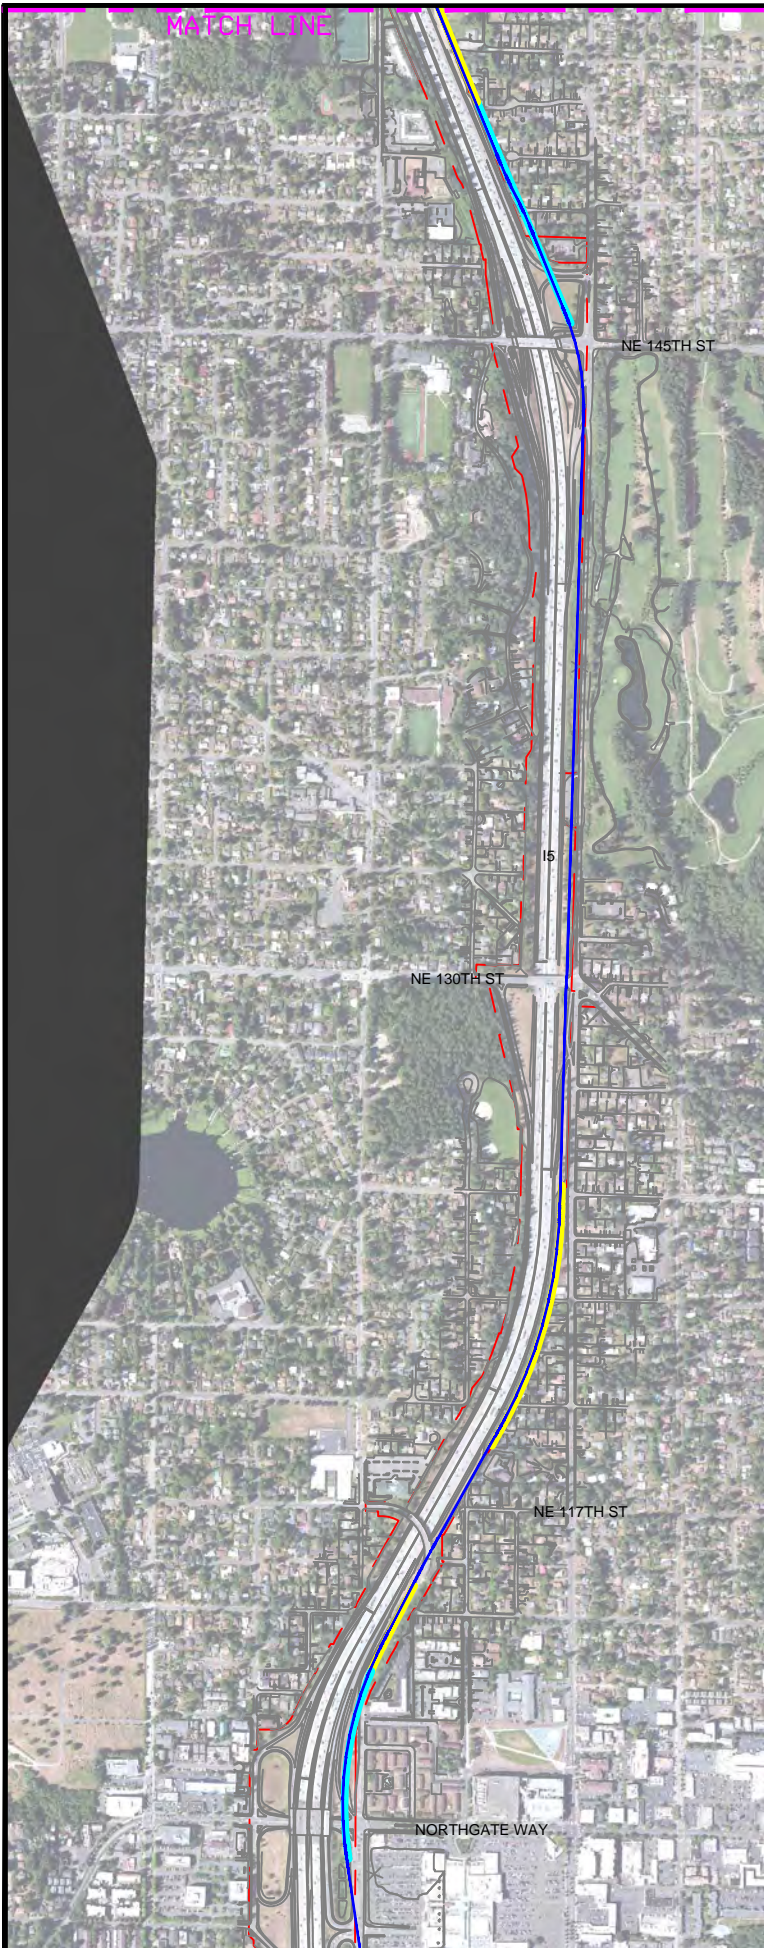 MATCH LINE
NE 145TH ST
I5
NE 130TH ST
NE 117TH ST
NORTHGATE WAY